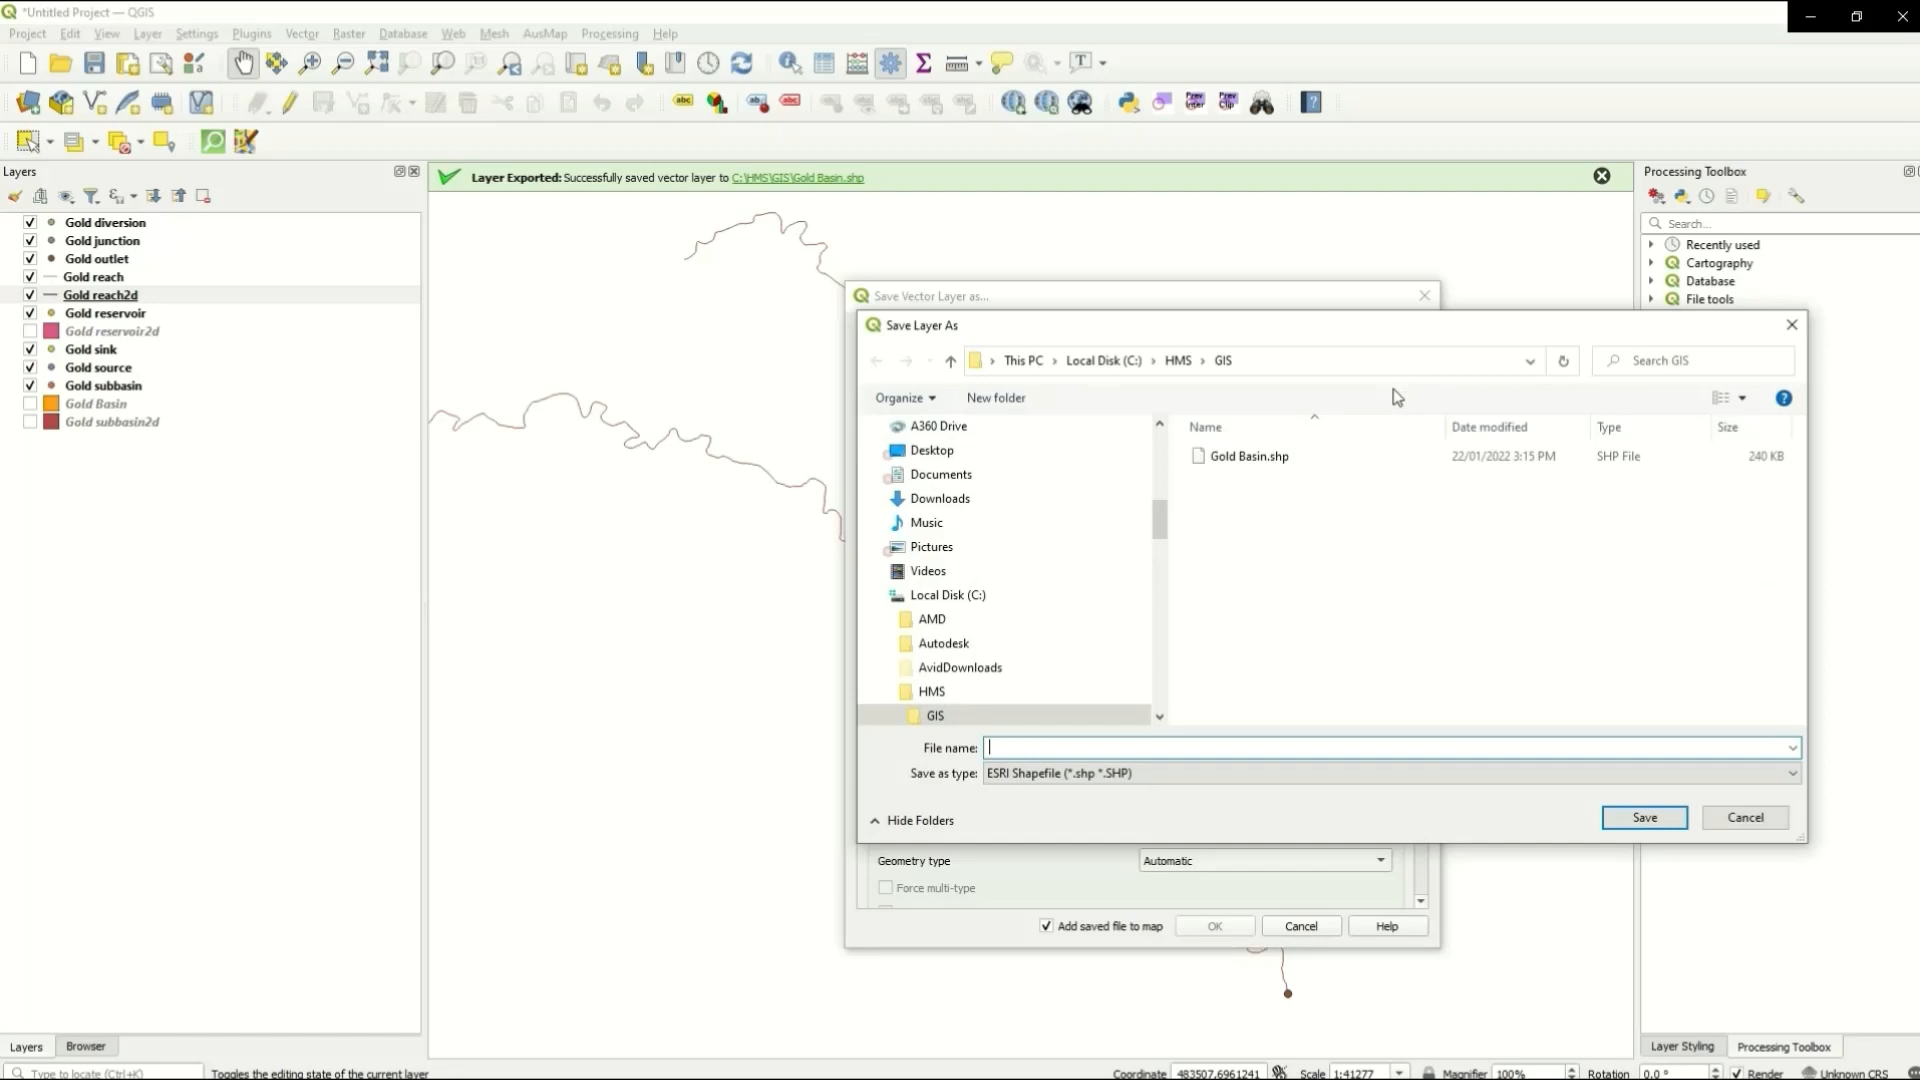 *Untitled Project — QGIS
Project Edit View Layer Settings Plugins Vector Raster Database Web Mesh AusMap Processing Help
Layers
Layer Exported: Successfully saved vector layer to C:\HMS\GIS\Gold Basin.shp
Processing Toolbox
Search...
Gold diversion
Gold junction
Gold outlet
Gold reach
Gold reach2d
Gold reservoir
Gold reservoir2d
Gold sink
Gold source
Gold subbasin
Gold Basin
Gold subbasin2d
Recently used
Cartography
Database
File tools
Save Vector Layer as...
Save Layer As
This PC › Local Disk (C:) › HMS › GIS
Search GIS
Organize
New folder
Name Date modified Type Size
Gold Basin.shp 22/01/2022 3:15 PM SHP File 240 KB
A360 Drive
Desktop
Documents
Downloads
Music
Pictures
Videos
Local Disk (C:)
AMD
Autodesk
AvidDownloads
HMS
GIS
File name:
Save as type: ESRI Shapefile (*.shp *.SHP)
Hide Folders
Save
Cancel
Geometry type Automatic
Force multi-type
Add saved file to map
OK
Cancel
Help
Layers
Browser
Layer Styling
Processing Toolbox
Type to locate (Ctrl+K)
Toggles the editing state of the current layer
Coordinate 483507,6961241 Scale 1:41277 Magnifier 100% Rotation 0.0 ° Render Unknown CRS